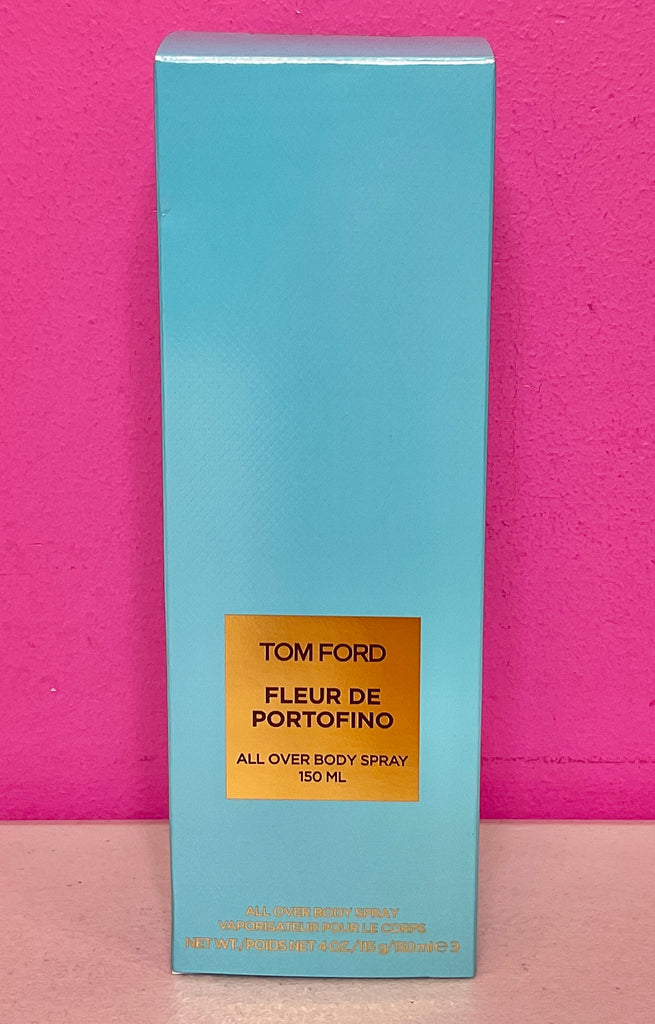 TOM FORD
FLEUR DE
PORTOFINO
ALL OVER BODY SPRAY
150 ML
ALL OVER BODY SPRAY
VAPORISATEUR POUR LE CORPS
NET WT./POIDS NET 4 OZ./115 g/150 ml ℮